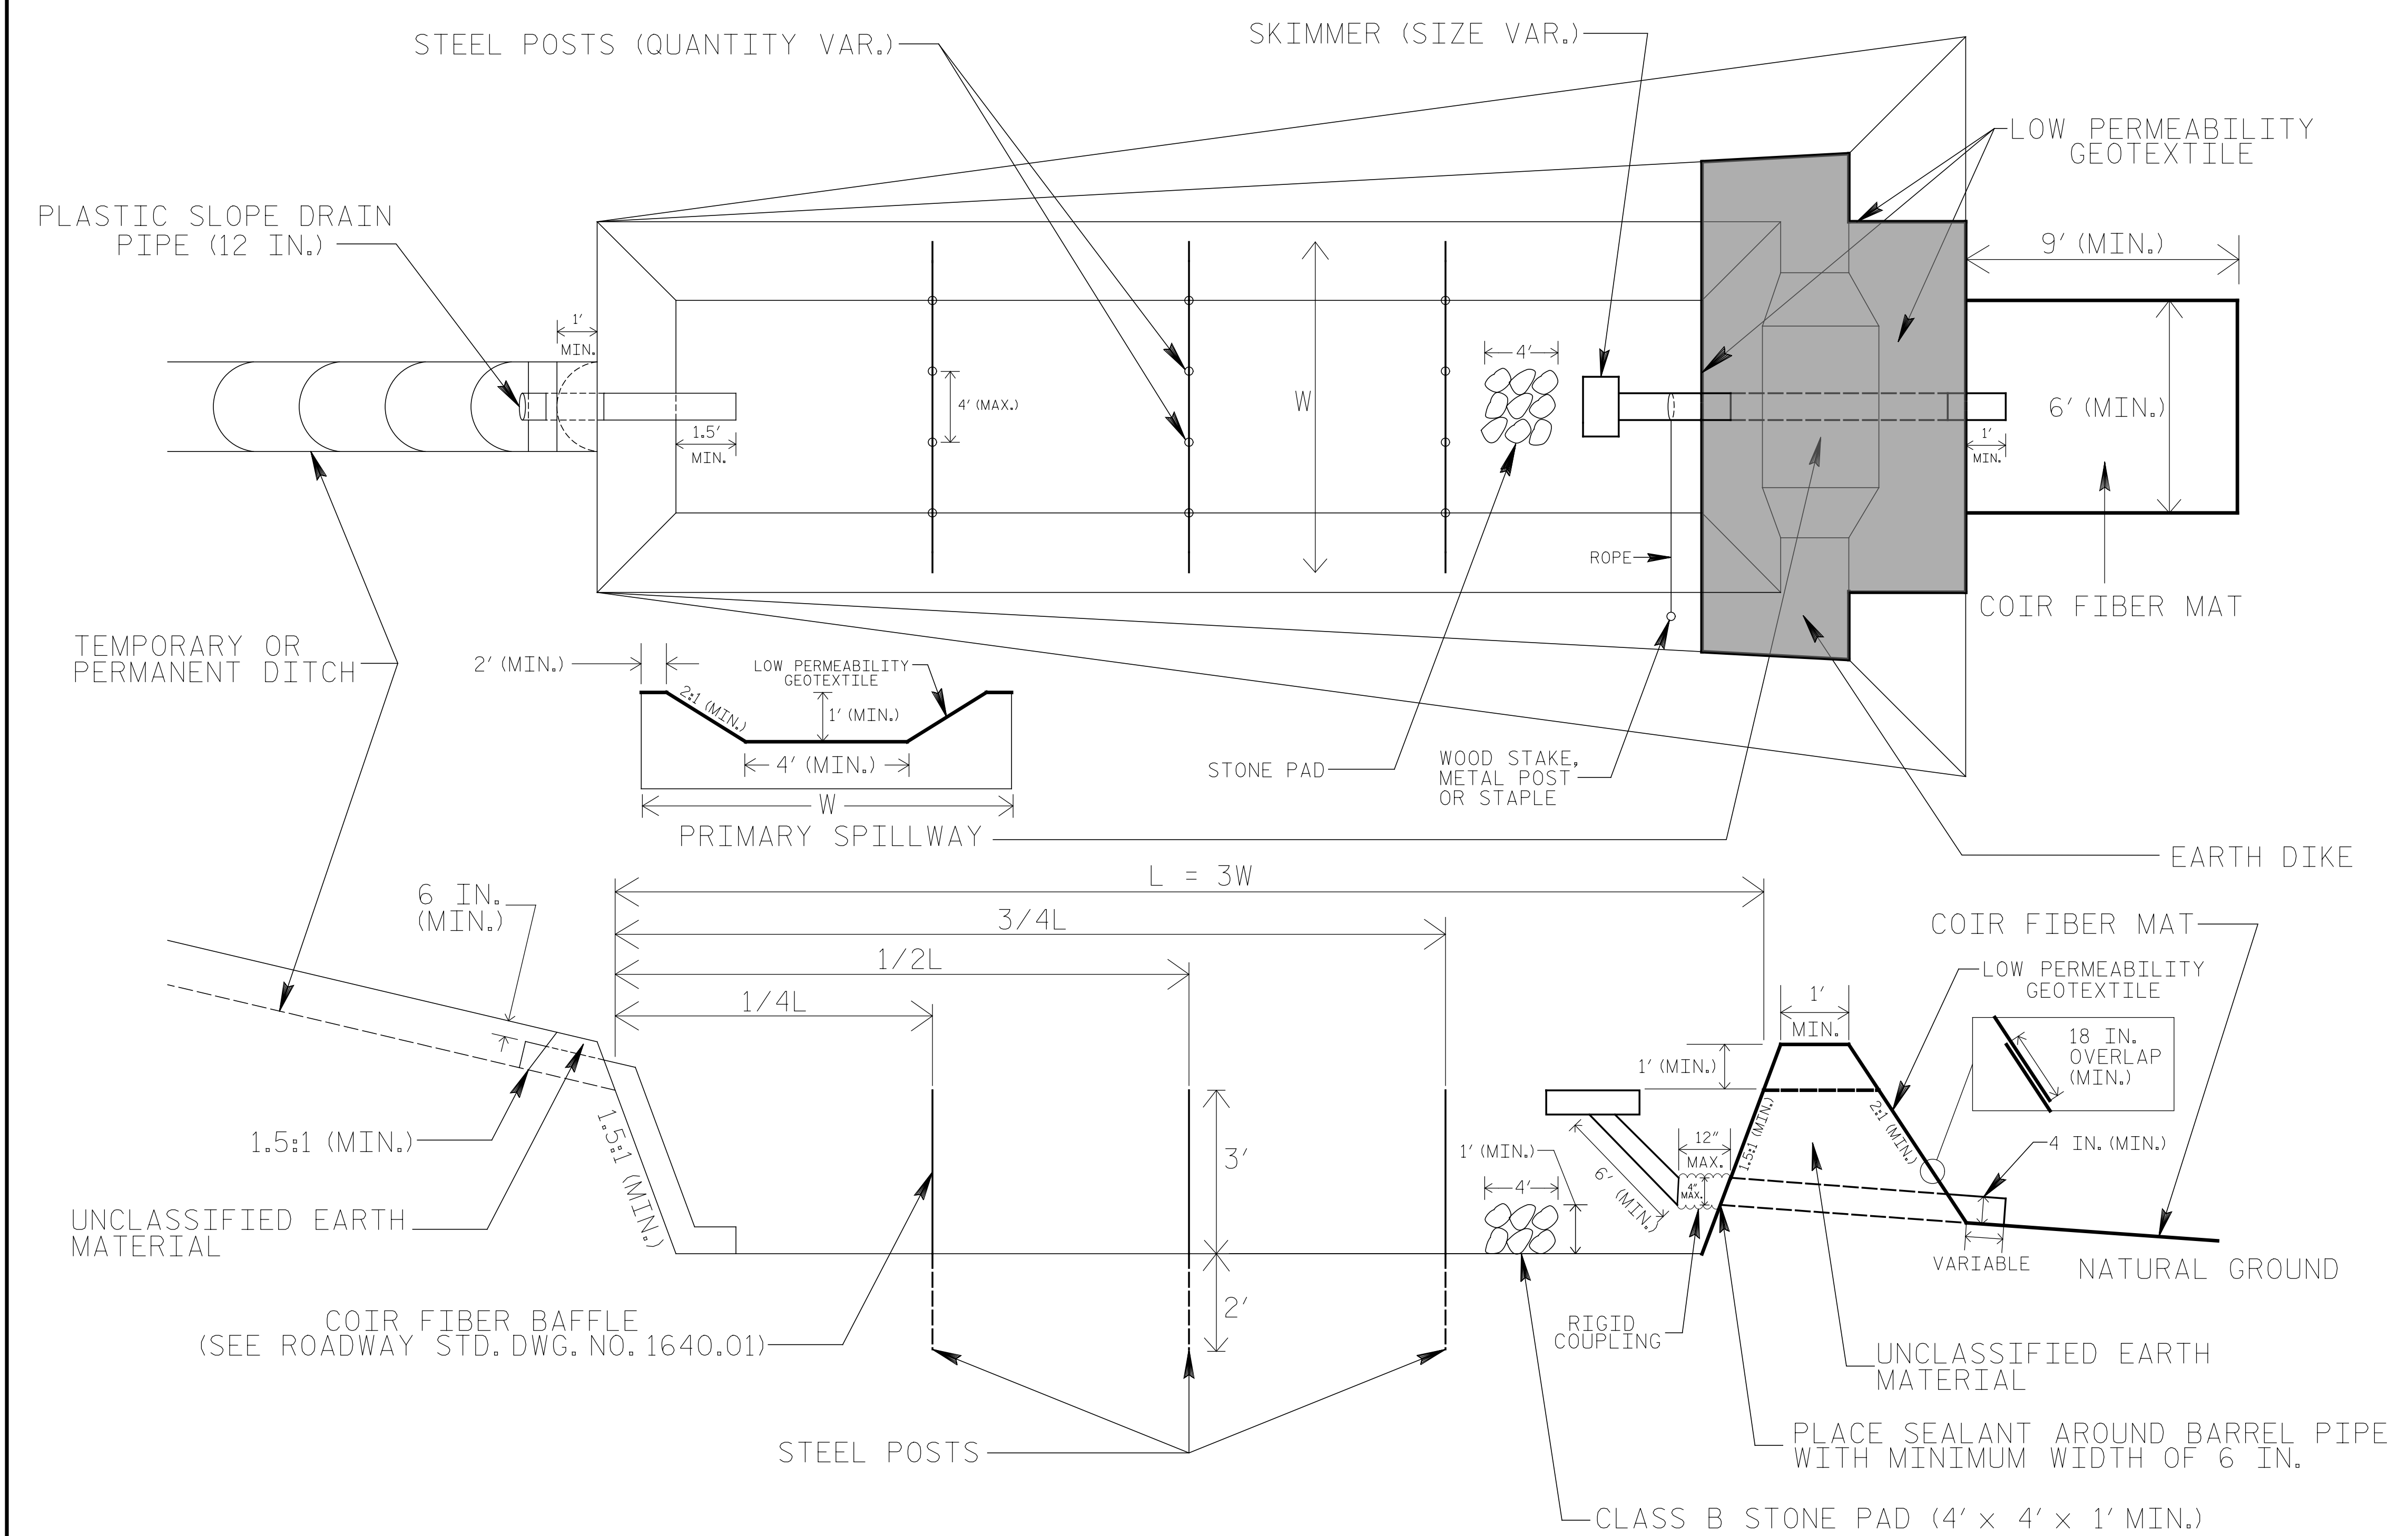 STEEL POSTS (QUANTITY VAR.)
SKIMMER (SIZE VAR.)
LOW PERMEABILITY
GEOTEXTILE
PLASTIC SLOPE DRAIN
PIPE (12 IN.)
9' (MIN.)
1'
MIN.
4'
4' (MAX.)
W
1.5'
MIN.
6' (MIN.)
1'
MIN.
ROPE
COIR FIBER MAT
TEMPORARY OR
PERMANENT DITCH
2' (MIN.)
LOW PERMEABILITY
GEOTEXTILE
2:1 (MIN.)
1' (MIN.)
4' (MIN.)
W
PRIMARY SPILLWAY
STONE PAD
WOOD STAKE,
METAL POST
OR STAPLE
EARTH DIKE
L = 3W
6 IN.
(MIN.)
3/4L
1/2L
1/4L
COIR FIBER MAT
LOW PERMEABILITY
GEOTEXTILE
1'
MIN.
18 IN.
OVERLAP
(MIN.)
1' (MIN.)
1.5:1 (MIN.)
1.5:1 (MIN.)
3'
1' (MIN.)
4'
6' (MIN.)
12"
MAX.
4"
MAX.
1.5:1 (MIN.)
2:1 (MIN.)
4 IN. (MIN.)
UNCLASSIFIED EARTH
MATERIAL
VARIABLE
NATURAL GROUND
2'
COIR FIBER BAFFLE
(SEE ROADWAY STD. DWG. NO. 1640.01)
RIGID
COUPLING
UNCLASSIFIED EARTH
MATERIAL
STEEL POSTS
PLACE SEALANT AROUND BARREL PIPE
WITH MINIMUM WIDTH OF 6 IN.
CLASS B STONE PAD (4' x 4' x 1' MIN.)